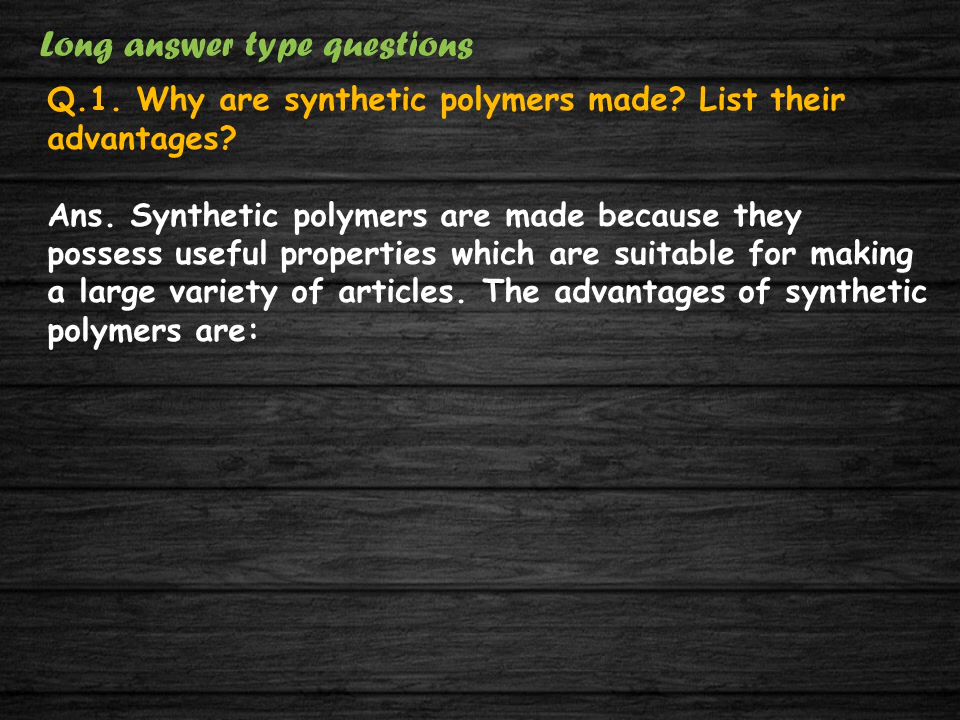 Long answer type questions
Q.1. Why are synthetic polymers made? List their
advantages?
Ans. Synthetic polymers are made because they
possess useful properties which are suitable for making
a large variety of articles. The advantages of synthetic
polymers are: